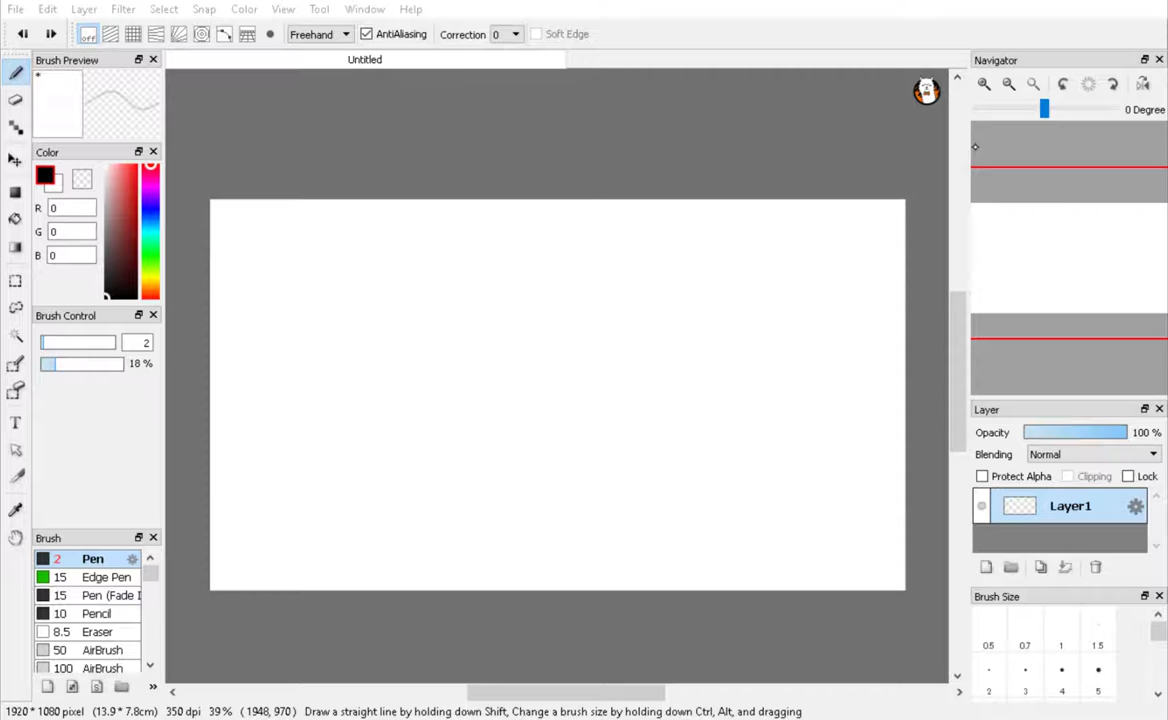 File Edit Layer Filter Select Snap Color View Tool Window Help
off Freehand AntiAliasing Correction 0 Soft Edge
Brush Preview
*
Color
R 0
G 0
B 0
Brush Control
2
18 %
Brush
2 Pen
15 Edge Pen
15 Pen (Fade I
10 Pencil
8.5 Eraser
50 AirBrush
100 AirBrush
»
Untitled
Navigator
0 Degree
Layer
Opacity 100 %
Blending Normal
Protect Alpha Clipping Lock
Layer1
Brush Size
0.5 0.7 1 1.5
2 3 4 5
T
1920 * 1080 pixel (13.9 * 7.8cm) 350 dpi 39 % ( 1948, 970 ) Draw a straight line by holding down Shift, Change a brush size by holding down Ctrl, Alt, and dragging